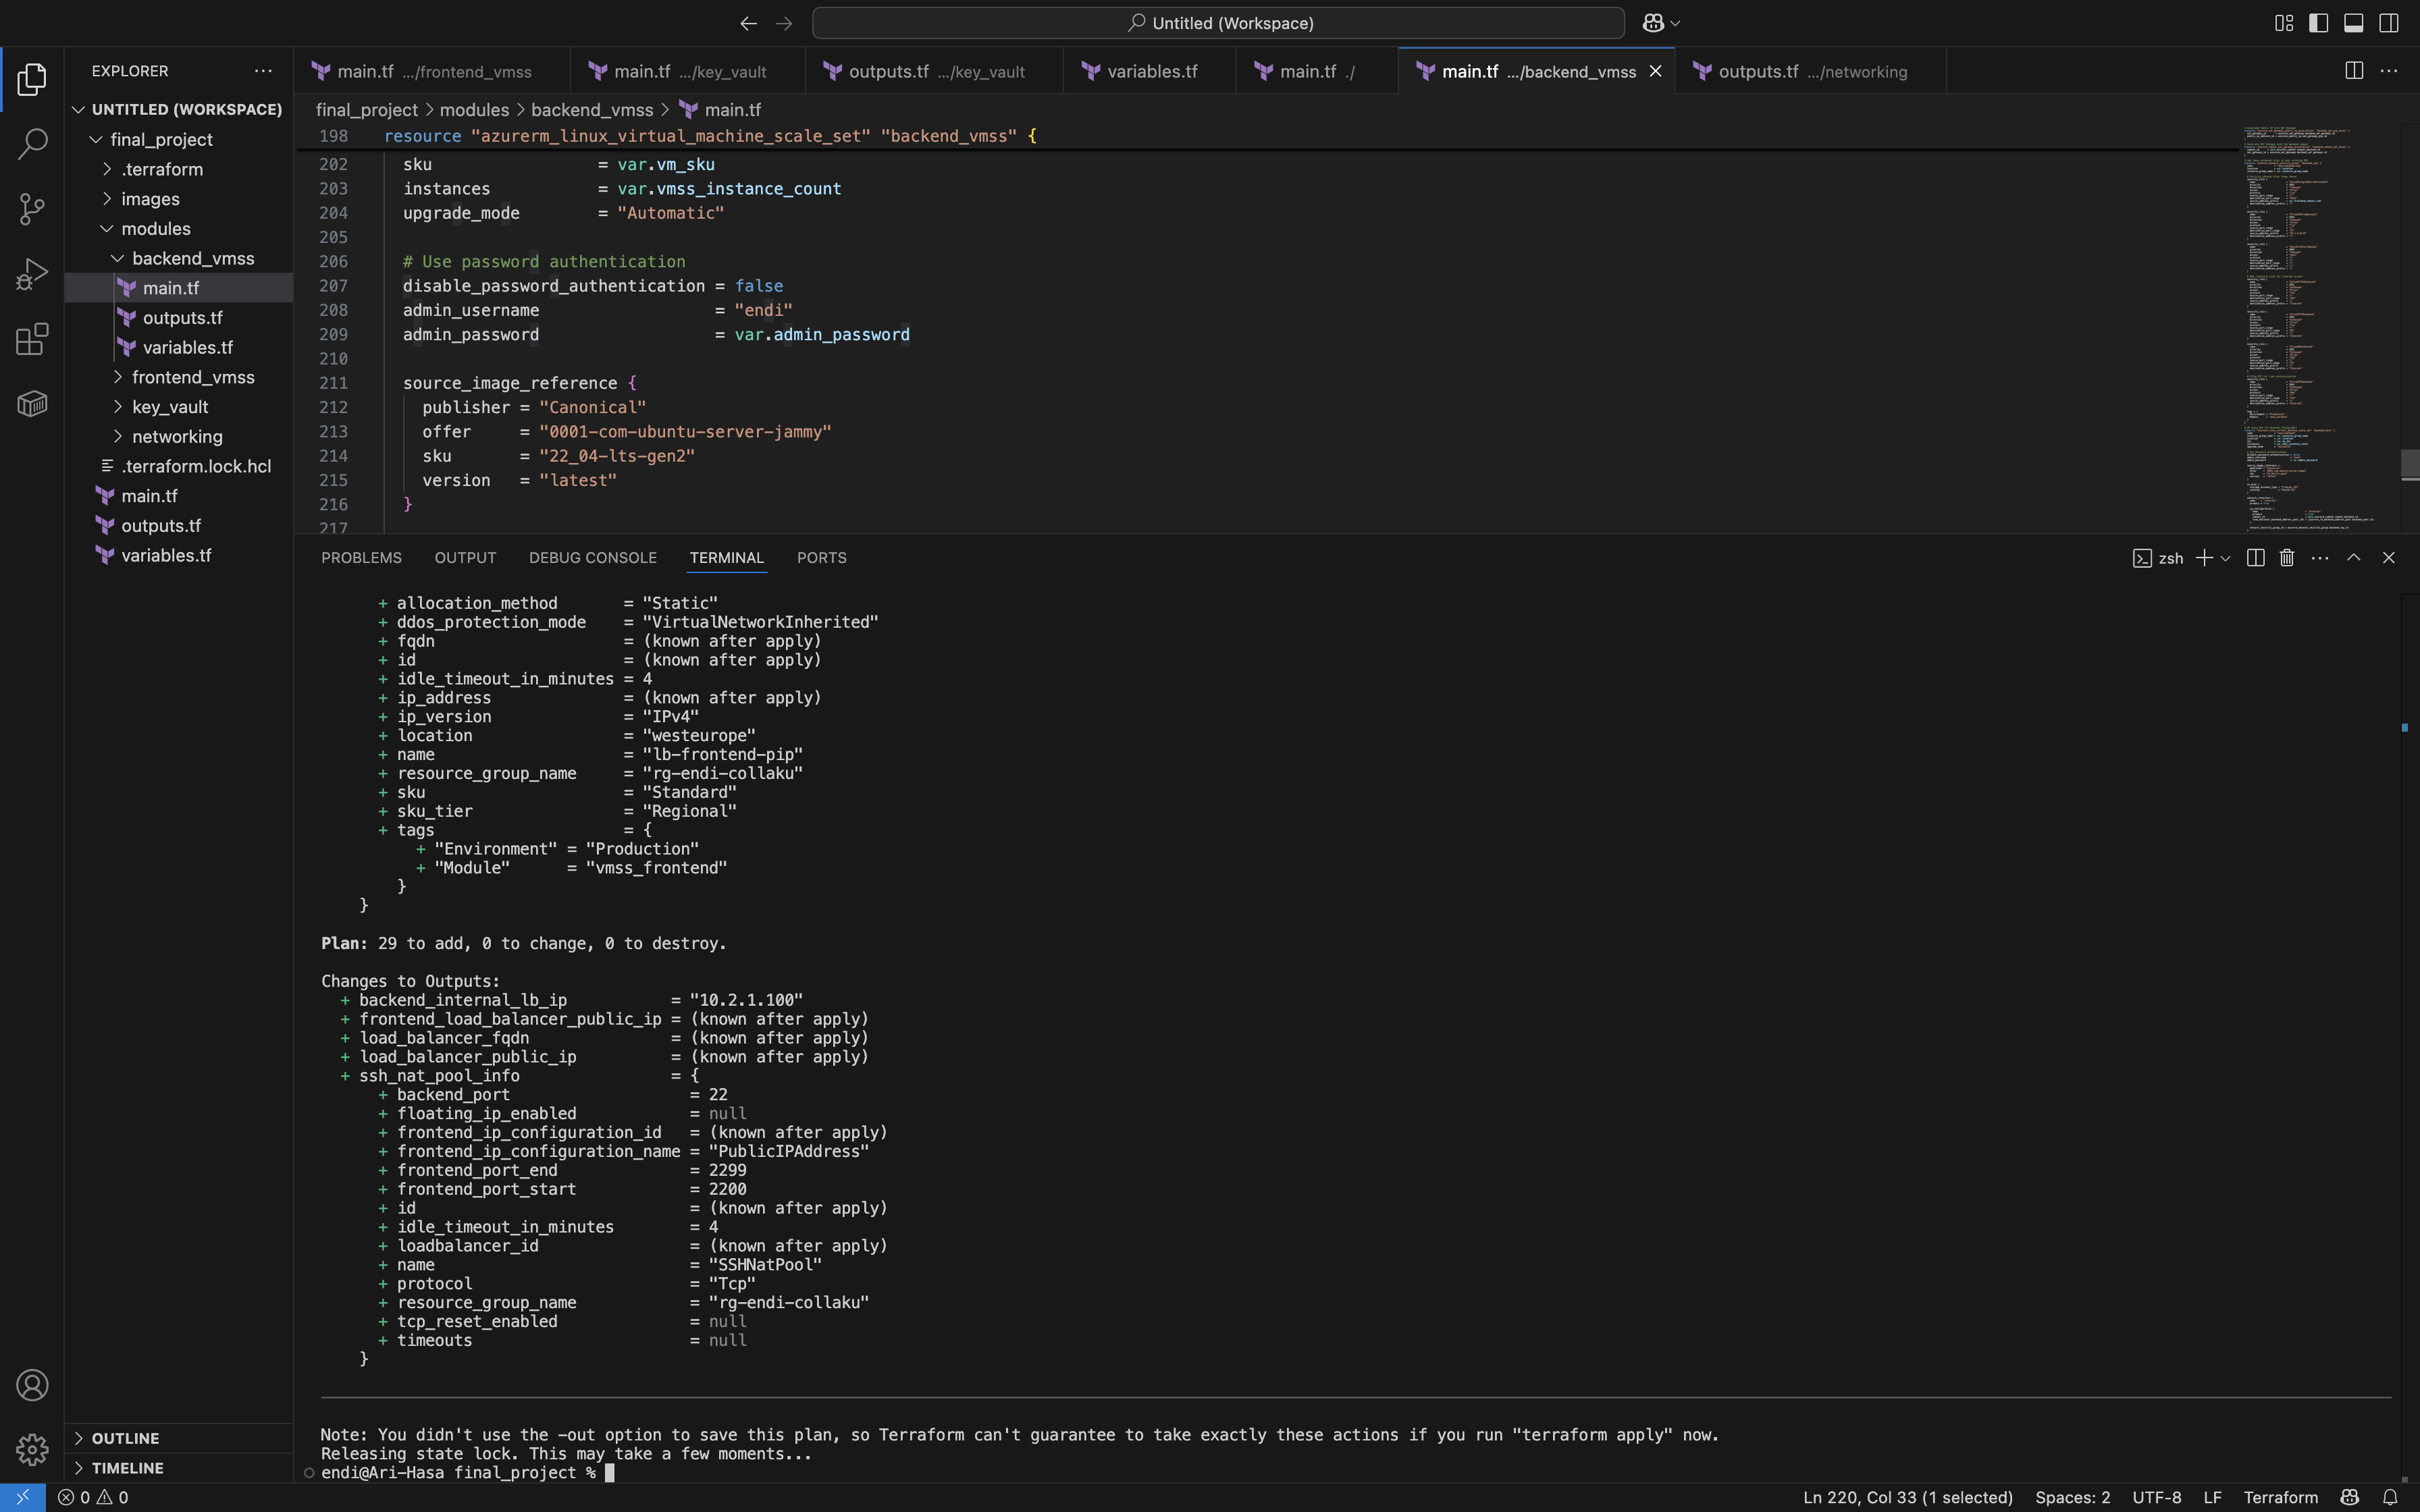 Untitled (Workspace)
EXPLORER
main.tf .../frontend_vmss
main.tf .../key_vault
outputs.tf .../key_vault
variables.tf
main.tf ./
main.tf .../backend_vmss
outputs.tf .../networking
UNTITLED (WORKSPACE)
final_project
.terraform
images
modules
backend_vmss
main.tf
outputs.tf
variables.tf
frontend_vmss
key_vault
networking
.terraform.lock.hcl
main.tf
outputs.tf
variables.tf
OUTLINE
TIMELINE
final_project > modules > backend_vmss > main.tf
198 resource "azurerm_linux_virtual_machine_scale_set" "backend_vmss" {
202 sku = var.vm_sku
203 instances = var.vmss_instance_count
204 upgrade_mode = "Automatic"
205
206 # Use password authentication
207 disable_password_authentication = false
208 admin_username = "endi"
209 admin_password = var.admin_password
210
211 source_image_reference {
212 publisher = "Canonical"
213 offer = "0001-com-ubuntu-server-jammy"
214 sku = "22_04-lts-gen2"
215 version = "latest"
216 }
217
PROBLEMS OUTPUT DEBUG CONSOLE TERMINAL PORTS
zsh
+ allocation_method = "Static"
+ ddos_protection_mode = "VirtualNetworkInherited"
+ fqdn = (known after apply)
+ id = (known after apply)
+ idle_timeout_in_minutes = 4
+ ip_address = (known after apply)
+ ip_version = "IPv4"
+ location = "westeurope"
+ name = "lb-frontend-pip"
+ resource_group_name = "rg-endi-collaku"
+ sku = "Standard"
+ sku_tier = "Regional"
+ tags = {
+ "Environment" = "Production"
+ "Module" = "vmss_frontend"
}
}
Plan: 29 to add, 0 to change, 0 to destroy.
Changes to Outputs:
+ backend_internal_lb_ip = "10.2.1.100"
+ frontend_load_balancer_public_ip = (known after apply)
+ load_balancer_fqdn = (known after apply)
+ load_balancer_public_ip = (known after apply)
+ ssh_nat_pool_info = {
+ backend_port = 22
+ floating_ip_enabled = null
+ frontend_ip_configuration_id = (known after apply)
+ frontend_ip_configuration_name = "PublicIPAddress"
+ frontend_port_end = 2299
+ frontend_port_start = 2200
+ id = (known after apply)
+ idle_timeout_in_minutes = 4
+ loadbalancer_id = (known after apply)
+ name = "SSHNatPool"
+ protocol = "Tcp"
+ resource_group_name = "rg-endi-collaku"
+ tcp_reset_enabled = null
+ timeouts = null
}
Note: You didn't use the -out option to save this plan, so Terraform can't guarantee to take exactly these actions if you run "terraform apply" now.
Releasing state lock. This may take a few moments...
endi@Ari-Hasa final_project %
0 0
Ln 220, Col 33 (1 selected) Spaces: 2 UTF-8 LF Terraform